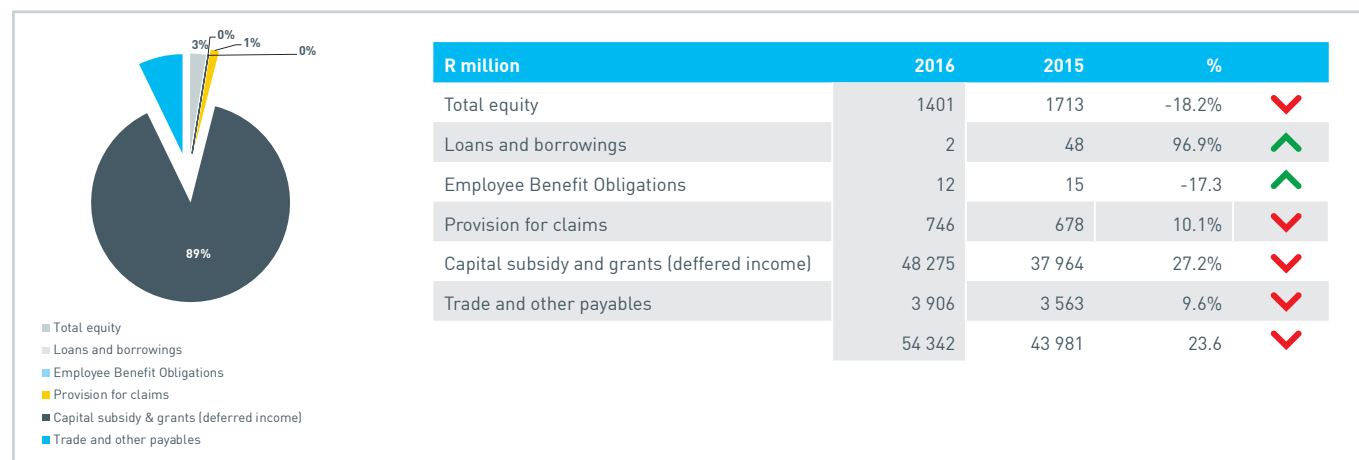 0%
3%
1%
0%
89%
Total equity
Loans and borrowings
Employee Benefit Obligations
Provision for claims
Capital subsidy & grants (deferred income)
Trade and other payables
R million 2016 2015 %
Total equity 1401 1713 -18.2%
Loans and borrowings 2 48 96.9%
Employee Benefit Obligations 12 15 -17.3
Provision for claims 746 678 10.1%
Capital subsidy and grants (deffered income) 48 275 37 964 27.2%
Trade and other payables 3 906 3 563 9.6%
54 342 43 981 23.6